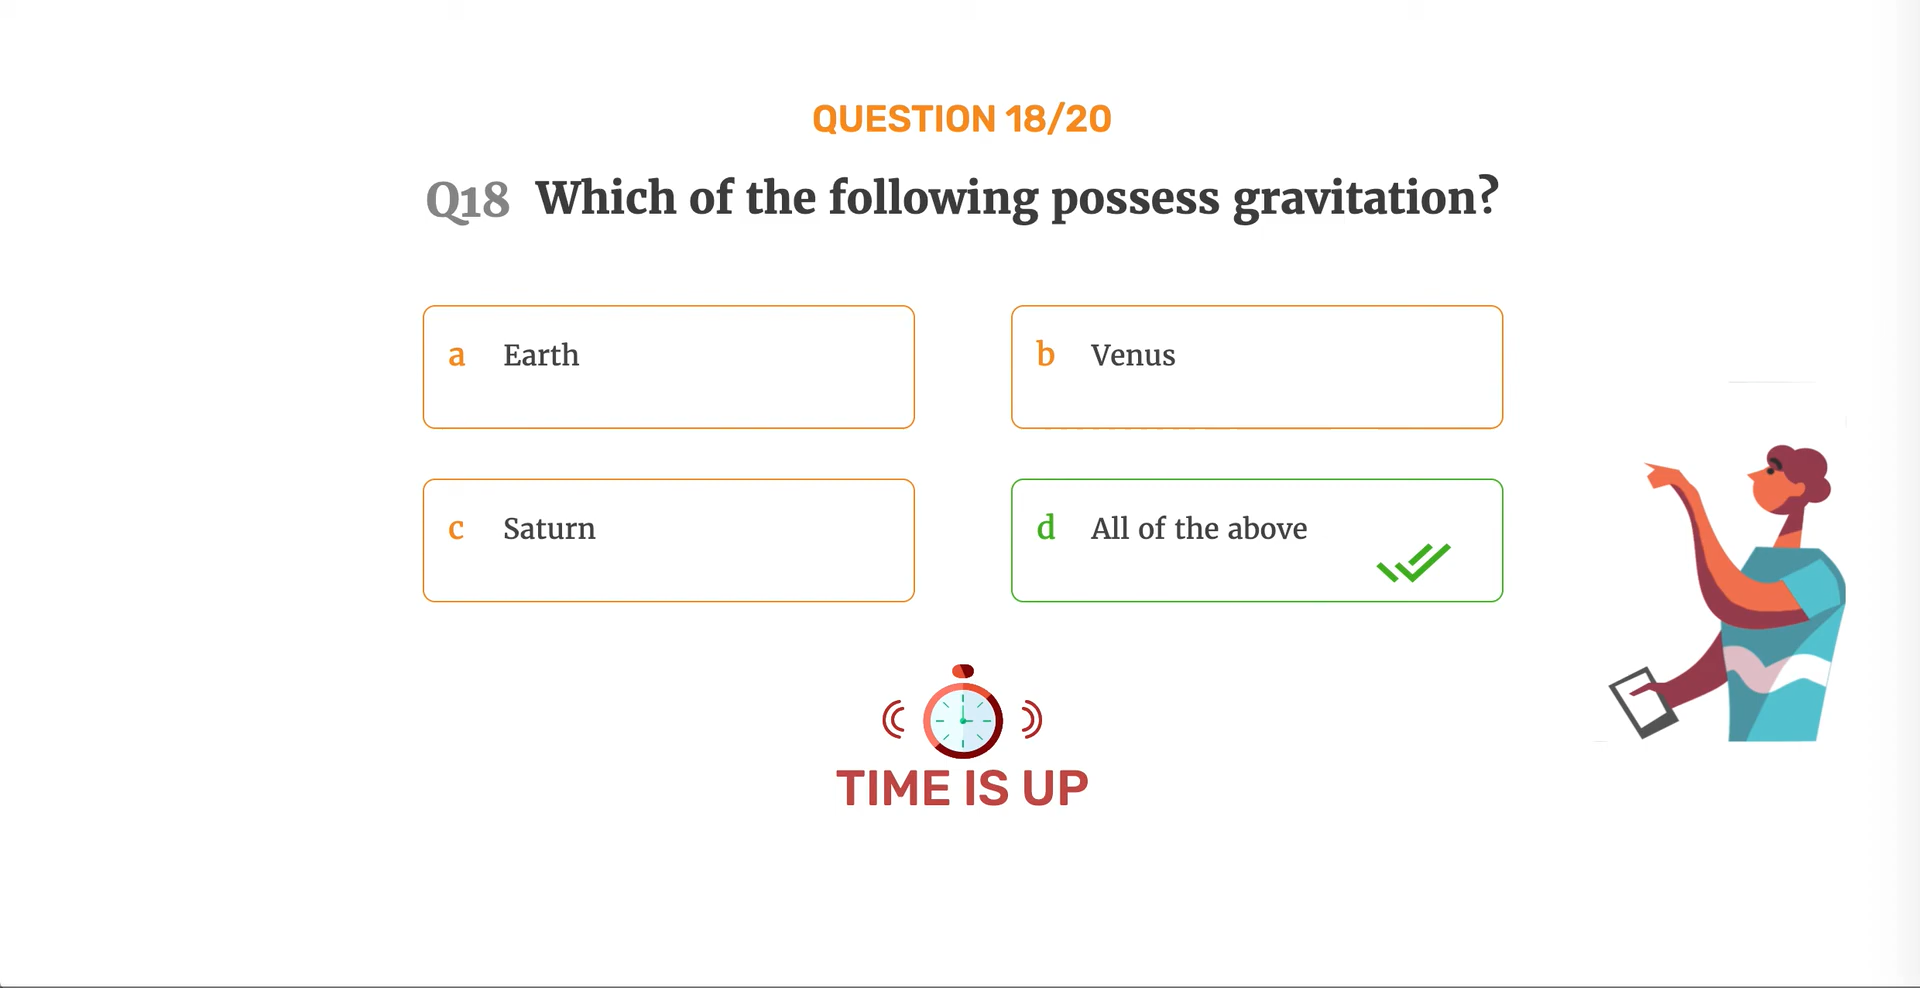 QUESTION 18/20
Q18 Which of the following possess gravitation?
a Earth
b Venus
c Saturn
d All of the above
TIME IS UP